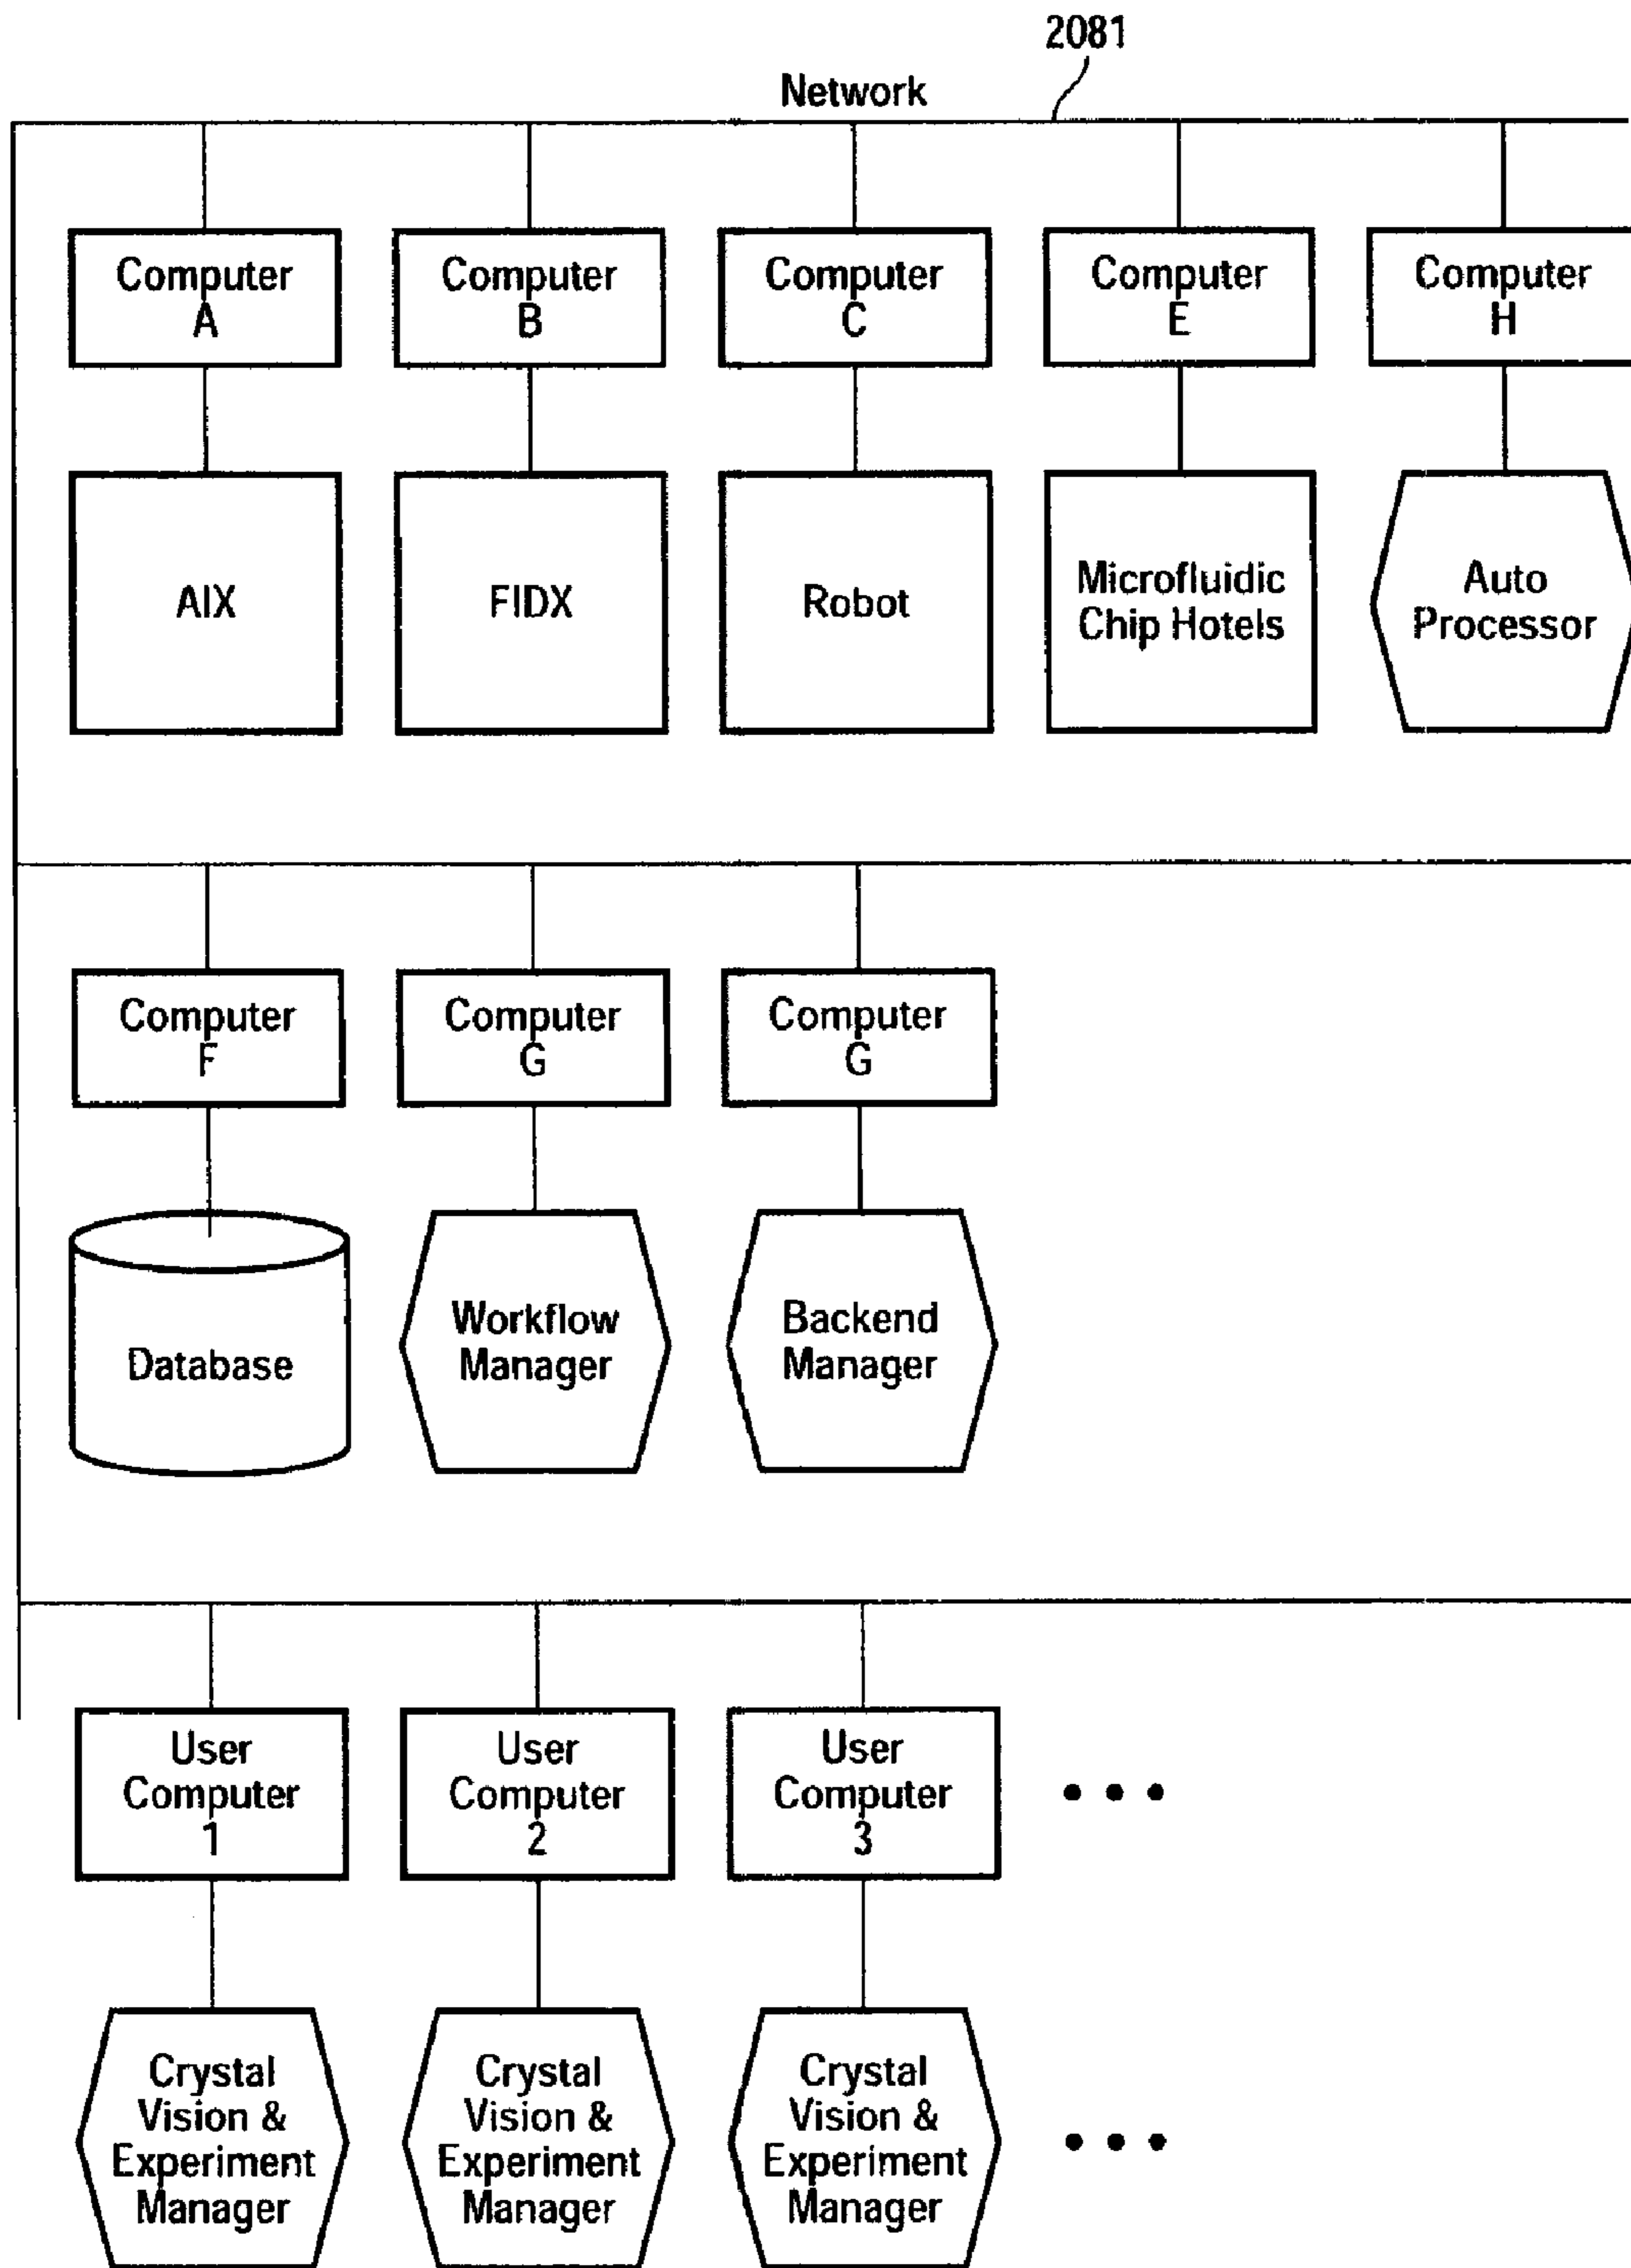 2081
Network
Computer
A
Computer
B
Computer
C
Computer
E
Computer
H
AIX
FIDX
Robot
Microfluidic
Chip Hotels
Auto
Processor
Computer
F
Computer
G
Computer
G
Database
Workflow
Manager
Backend
Manager
User
Computer
1
User
Computer
2
User
Computer
3
• • •
Crystal
Vision &
Experiment
Manager
Crystal
Vision &
Experiment
Manager
Crystal
Vision &
Experiment
Manager
• • •